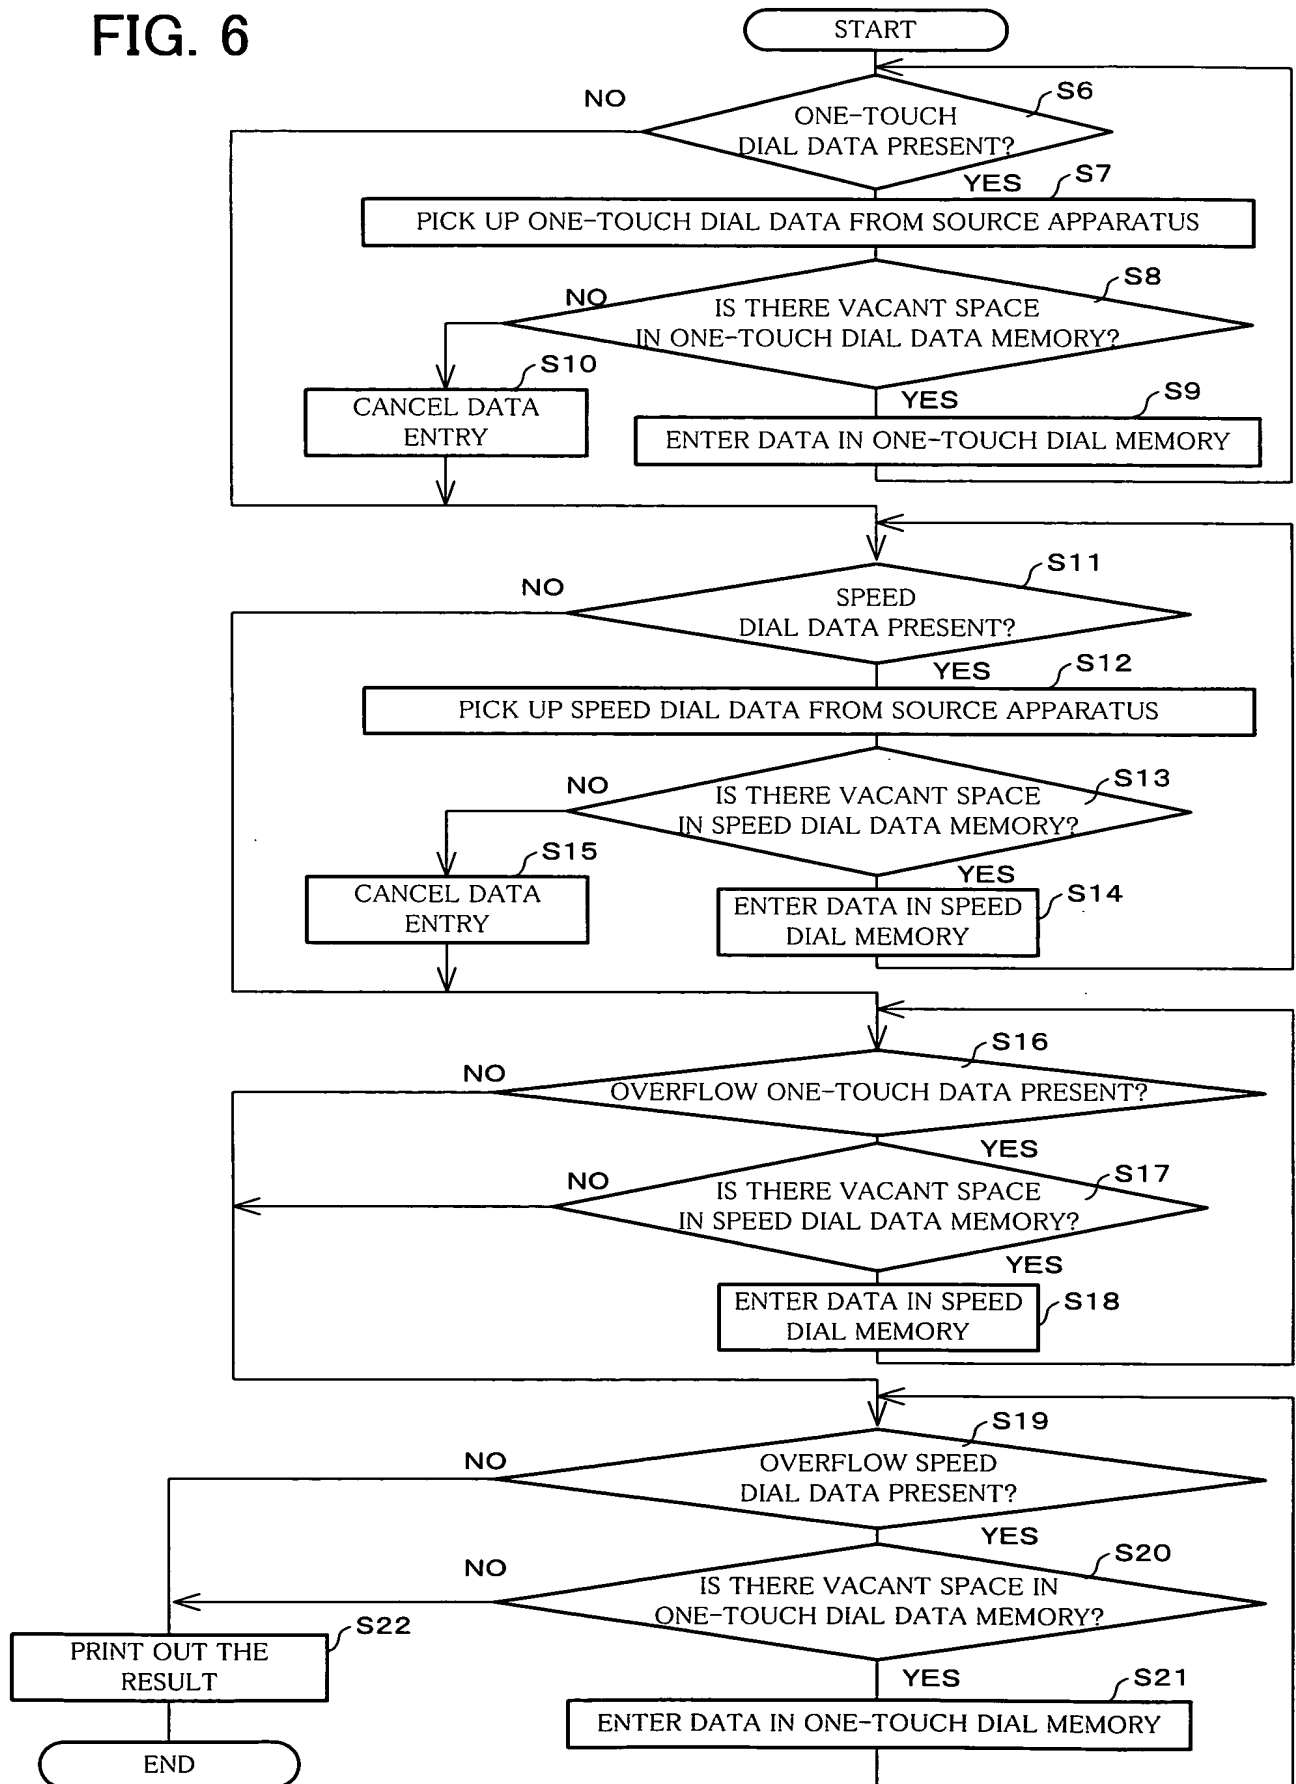 FIG. 6
START
NO
S6
ONE-TOUCH
DIAL DATA PRESENT?
YES
S7
PICK UP ONE-TOUCH DIAL DATA FROM SOURCE APPARATUS
NO
S8
IS THERE VACANT SPACE
IN ONE-TOUCH DIAL DATA MEMORY?
S10
YES
S9
CANCEL DATA
ENTRY
ENTER DATA IN ONE-TOUCH DIAL MEMORY
NO
S11
SPEED
DIAL DATA PRESENT?
YES
S12
PICK UP SPEED DIAL DATA FROM SOURCE APPARATUS
NO
S13
IS THERE VACANT SPACE
IN SPEED DIAL DATA MEMORY?
S15
YES
S14
CANCEL DATA
ENTRY
ENTER DATA IN SPEED
DIAL MEMORY
NO
S16
OVERFLOW ONE-TOUCH DATA PRESENT?
YES
NO
S17
IS THERE VACANT SPACE
IN SPEED DIAL DATA MEMORY?
YES
S18
ENTER DATA IN SPEED
DIAL MEMORY
NO
S19
OVERFLOW SPEED
DIAL DATA PRESENT?
YES
NO
S20
IS THERE VACANT SPACE IN
ONE-TOUCH DIAL DATA MEMORY?
S22
PRINT OUT THE
RESULT
YES
S21
ENTER DATA IN ONE-TOUCH DIAL MEMORY
END